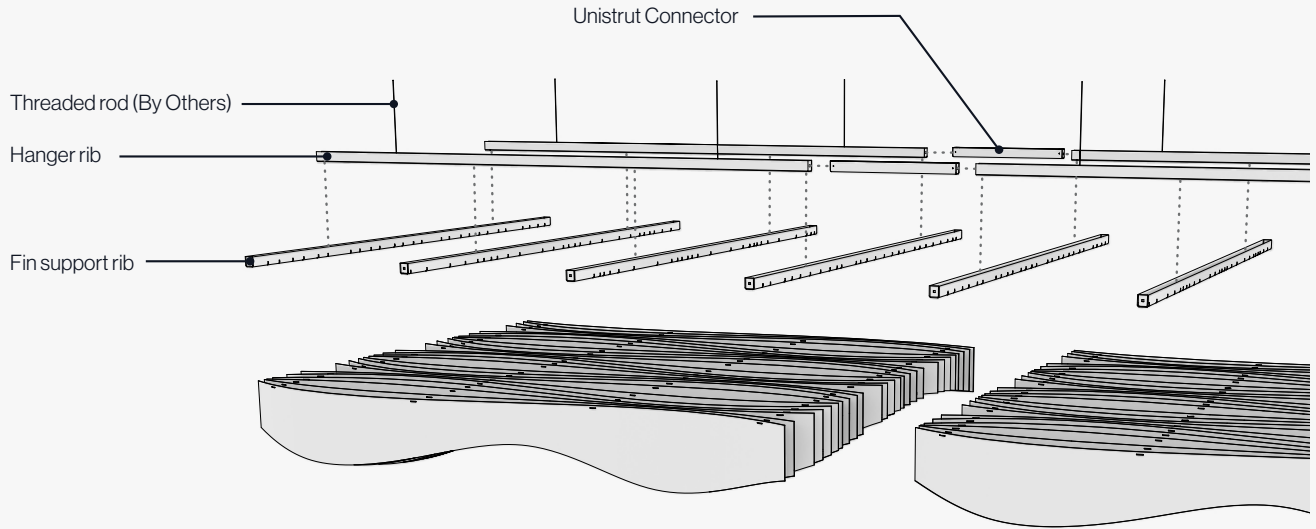 Unistrut Connector
Threaded rod (By Others)
Hanger rib
Fin support rib